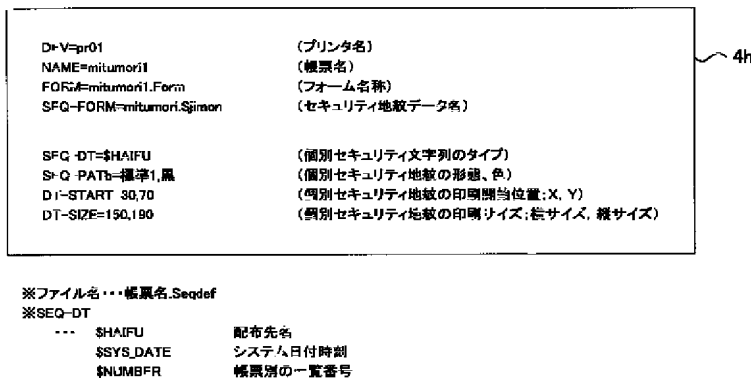 4h
DEV=pr01 (プリンタ名)
NAME=mitumori1 (帳票名)
FORM=mitumori1.Form (フォーム名称)
SEQ-FORM=mitumori.Sjimon (セキュリティ地紋データ名)
SEQ-DT=$HAIFU (個別セキュリティ文字列のタイプ)
SEQ-PATb=標準1,黒 (個別セキュリティ地紋の形態、色)
DT-START 30,70 (個別セキュリティ地紋の印刷開当位置;X, Y)
DT-SIZE=150,190 (個別セキュリティ地紋の印刷サイズ;横サイズ, 縦サイズ)
※ファイル名・・・帳票名.Seqdef
※SEQ-DT
--- $HAIFU 配布先名
$SYS_DATE システム日付時刻
$NUMBER 帳票別の一覧番号